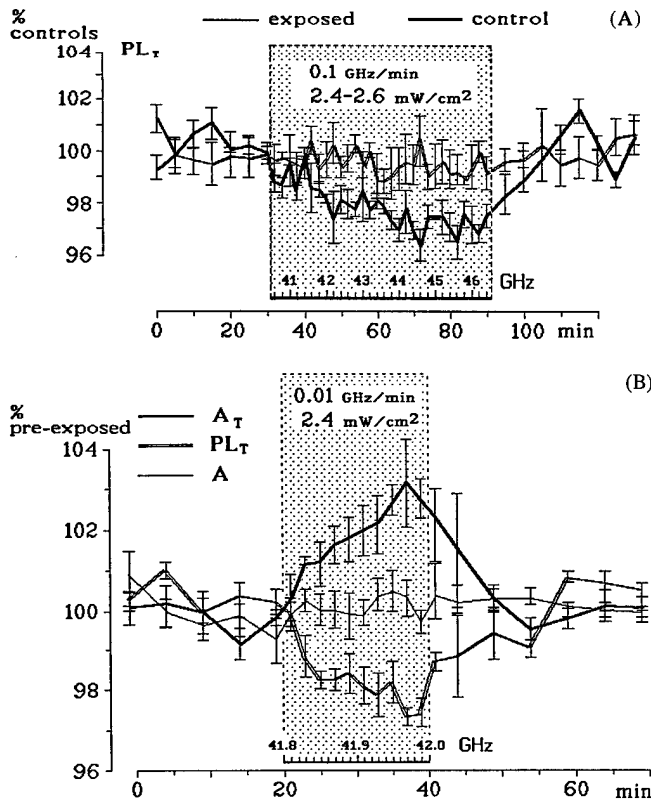 % controls
exposed control (A)
104
PL_T
0.1 GHz/min
2.4-2.6 mW/cm²
102
100
98
96
41 42 43 44 45 46 GHz
0 20 40 60 80 100 min
(B)
% pre-exposed
A_T
PL_T
A
0.01 GHz/min
2.4 mW/cm²
104
102
100
98
96
41.8 41.9 42.0 GHz
0 20 40 60 min